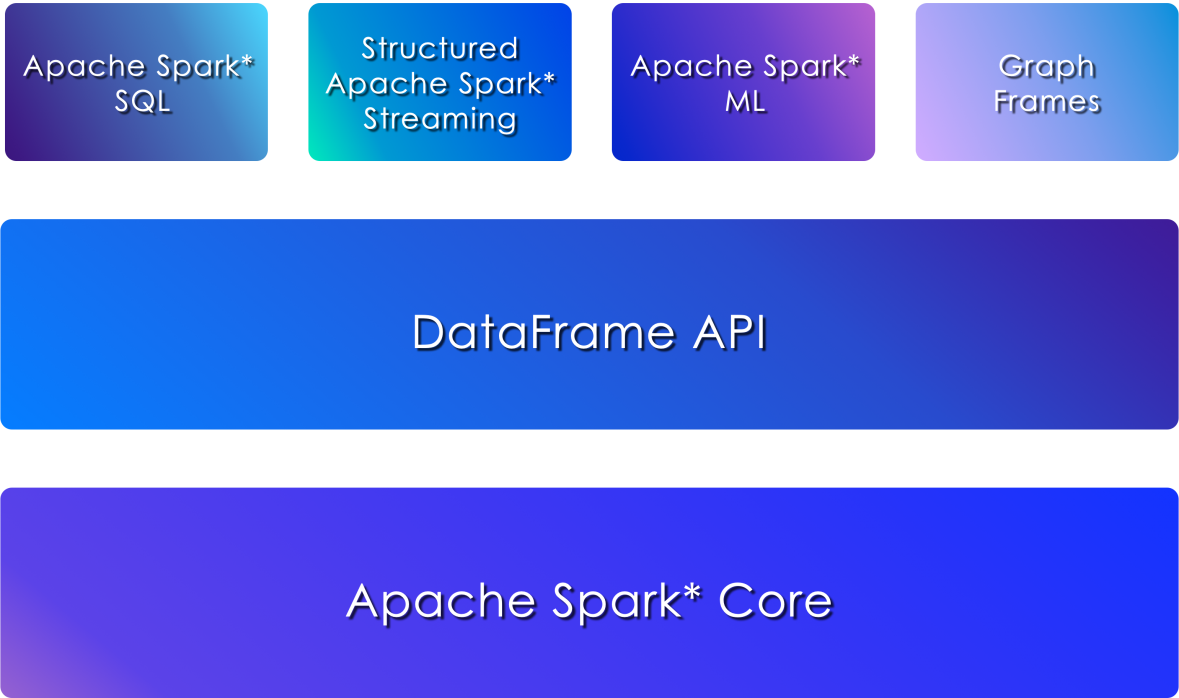 Apache Spark*
SQL
Structured
Apache Spark*
Streaming
Apache Spark*
ML
Graph
Frames
DataFrame API
Apache Spark* Core